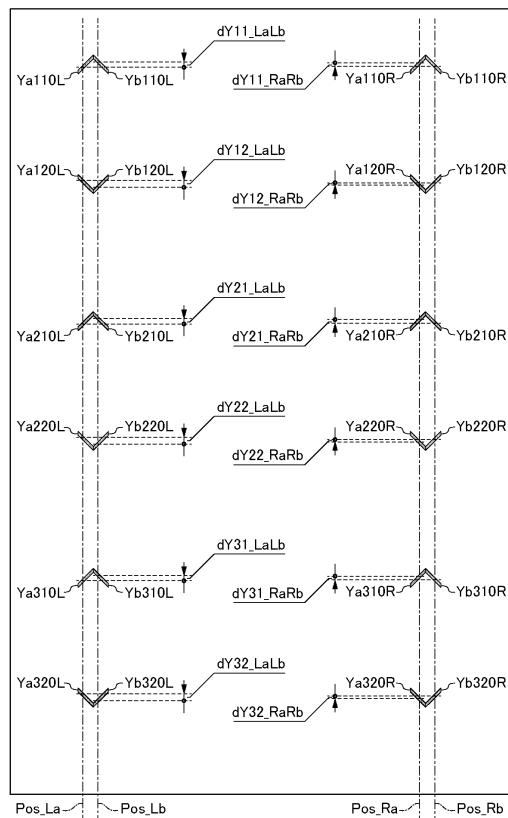 dY11_LaLb
Ya110L Yb110L dY11_RaRb Ya110R Yb110R
dY12_LaLb
Ya120L Yb120L Ya120R Yb120R
dY12_RaRb
dY21_LaLb
Ya210L Yb210L dY21_RaRb Ya210R Yb210R
dY22_LaLb
Ya220L Yb220L Ya220R Yb220R
dY22_RaRb
dY31_LaLb
Ya310L Yb310L dY31_RaRb Ya310R Yb310R
dY32_LaLb
Ya320L Yb320L Ya320R Yb320R
dY32_RaRb
Pos_La Pos_Lb Pos_Ra Pos_Rb